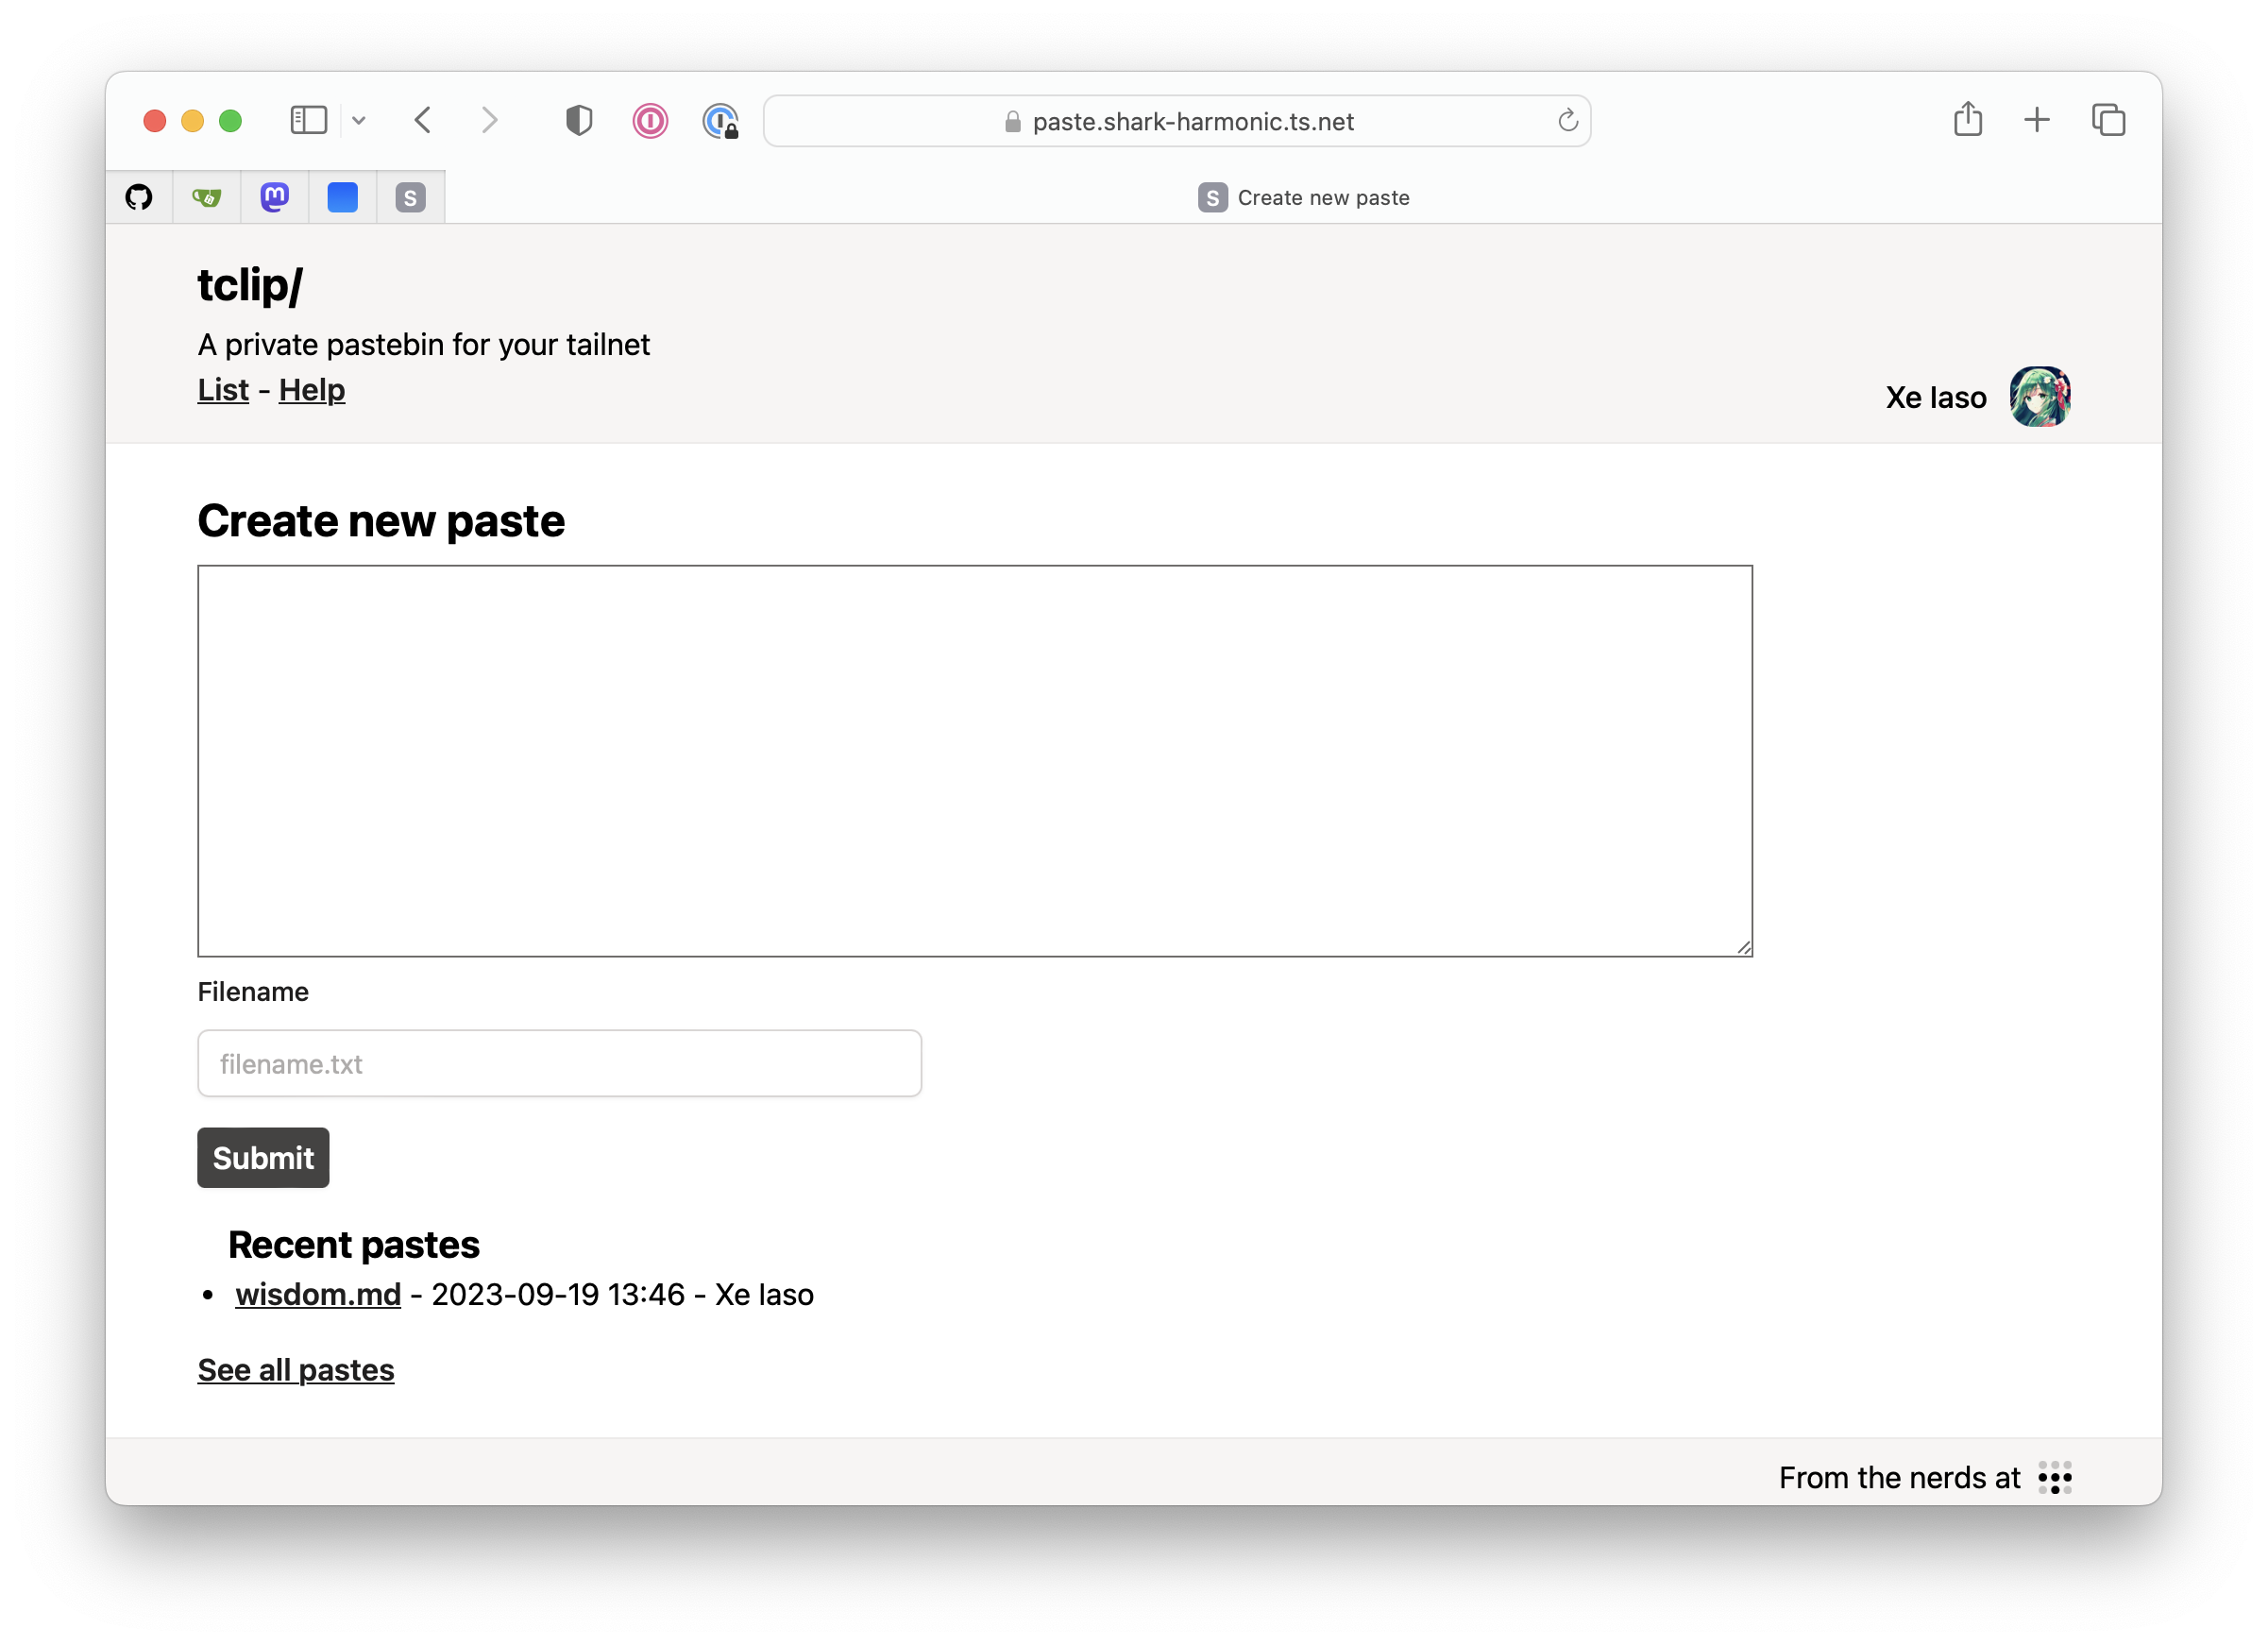 paste.shark-harmonic.ts.net
S
S Create new paste
tclip/
A private pastebin for your tailnet
List - Help
Xe Iaso
Create new paste
Filename
filename.txt
Submit
Recent pastes
• wisdom.md - 2023-09-19 13:46 - Xe Iaso
See all pastes
From the nerds at